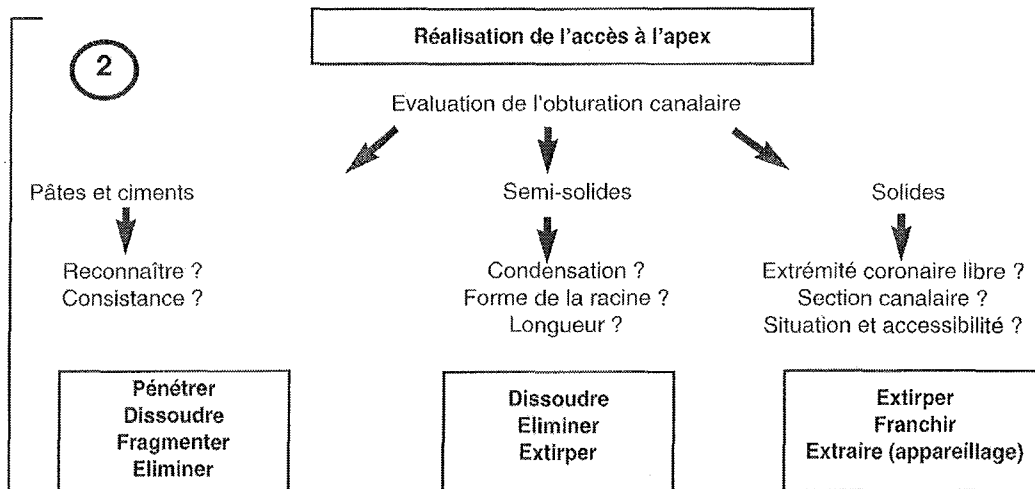 2
Réalisation de l'accès à l'apex
Evaluation de l'obturation canalaire
Pâtes et ciments
Semi-solides
Solides
Reconnaître ?
Consistance ?
Condensation ?
Forme de la racine ?
Longueur ?
Extrémité coronaire libre ?
Section canalaire ?
Situation et accessibilité ?
Pénétrer
Dissoudre
Fragmenter
Eliminer
Dissoudre
Eliminer
Extirper
Extirper
Franchir
Extraire (appareillage)